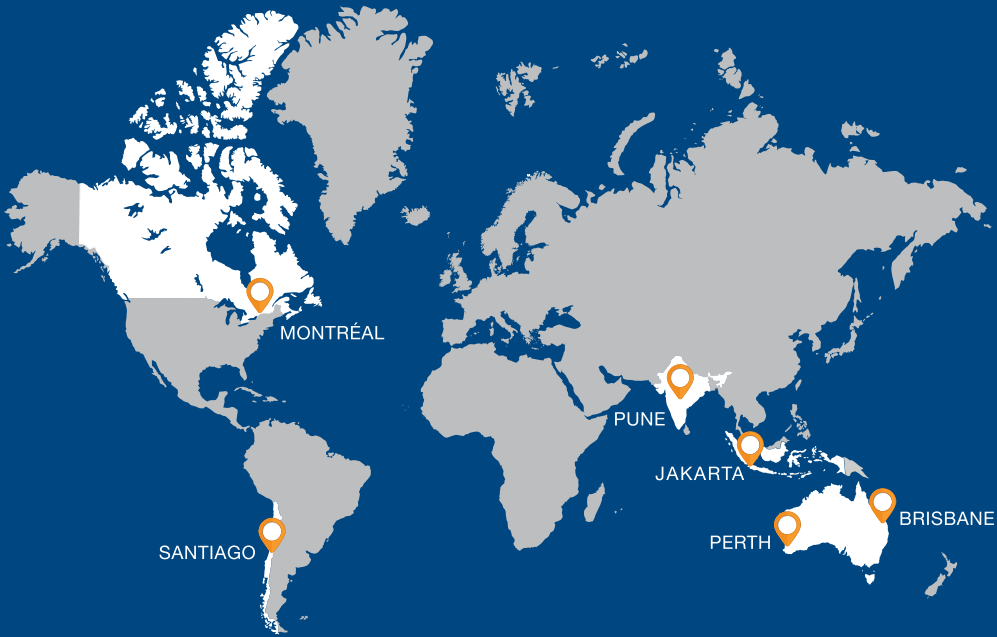 MONTRÉAL
PUNE
JAKARTA
BRISBANE
PERTH
SANTIAGO